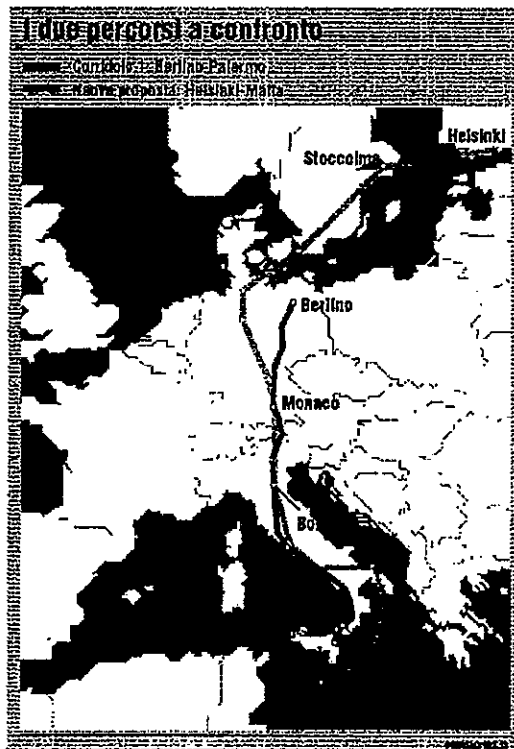 I due percorsi a confronto
Corridoio 1: Berlino-Palermo
Nuova proposta: Helsinki-Malta
Helsinki
Stoccolma
Berlino
Monaco
Bo